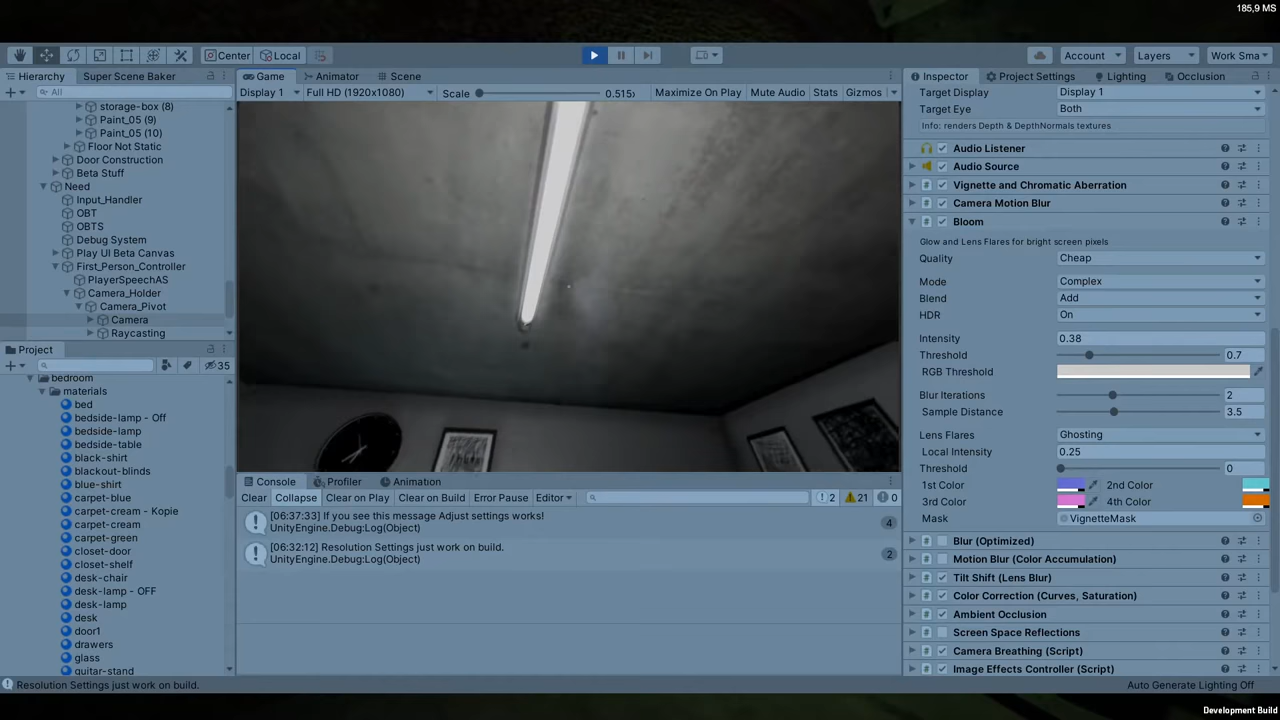 185,9 MS
Center Local Account Layers Work Sma
Hierarchy Super Scene Baker Game Animator Scene Inspector Project Settings Lighting Occlusion
All Display 1 Full HD (1920x1080) Scale 0.515x Maximize On Play Mute Audio Stats Gizmos Target Display Display 1
storage-box (8) Target Eye Both
Paint_05 (9) Info: renders Depth & DepthNormals textures
Paint_05 (10)
Floor Not Static Audio Listener
Door Construction Audio Source
Beta Stuff Vignette and Chromatic Aberration
Need Camera Motion Blur
Input_Handler Bloom
OBT
OBTS Glow and Lens Flares for bright screen pixels
Debug System Quality Cheap
Play UI Beta Canvas
First_Person_Controller Mode Complex
PlayerSpeechAS Blend Add
Camera_Holder HDR On
Camera_Pivot
Camera Intensity 0.38
Raycasting Threshold 0.7
Project RGB Threshold
35
bedroom Blur Iterations 2
materials Sample Distance 3.5
bed
bedside-lamp - Off Lens Flares Ghosting
bedside-lamp Local Intensity 0.25
bedside-table Threshold 0
black-shirt 1st Color 2nd Color
blackout-blinds 3rd Color 4th Color
blue-shirt Mask VignetteMask
carpet-blue Console Profiler Animation
carpet-cream - Kopie Clear Collapse Clear on Play Clear on Build Error Pause Editor 2 21 0
carpet-cream [06:37:33] If you see this message Adjust settings works!
carpet-green UnityEngine.Debug:Log(Object) 4
closet-door [06:32:12] Resolution Settings just work on build.
closet-shelf UnityEngine.Debug:Log(Object) 2
desk-chair Blur (Optimized)
desk-lamp - OFF Motion Blur (Color Accumulation)
desk-lamp Tilt Shift (Lens Blur)
desk Color Correction (Curves, Saturation)
door1 Ambient Occlusion
drawers Screen Space Reflections
glass Camera Breathing (Script)
guitar-stand Image Effects Controller (Script)
Resolution Settings just work on build. Auto Generate Lighting Off
Development Build